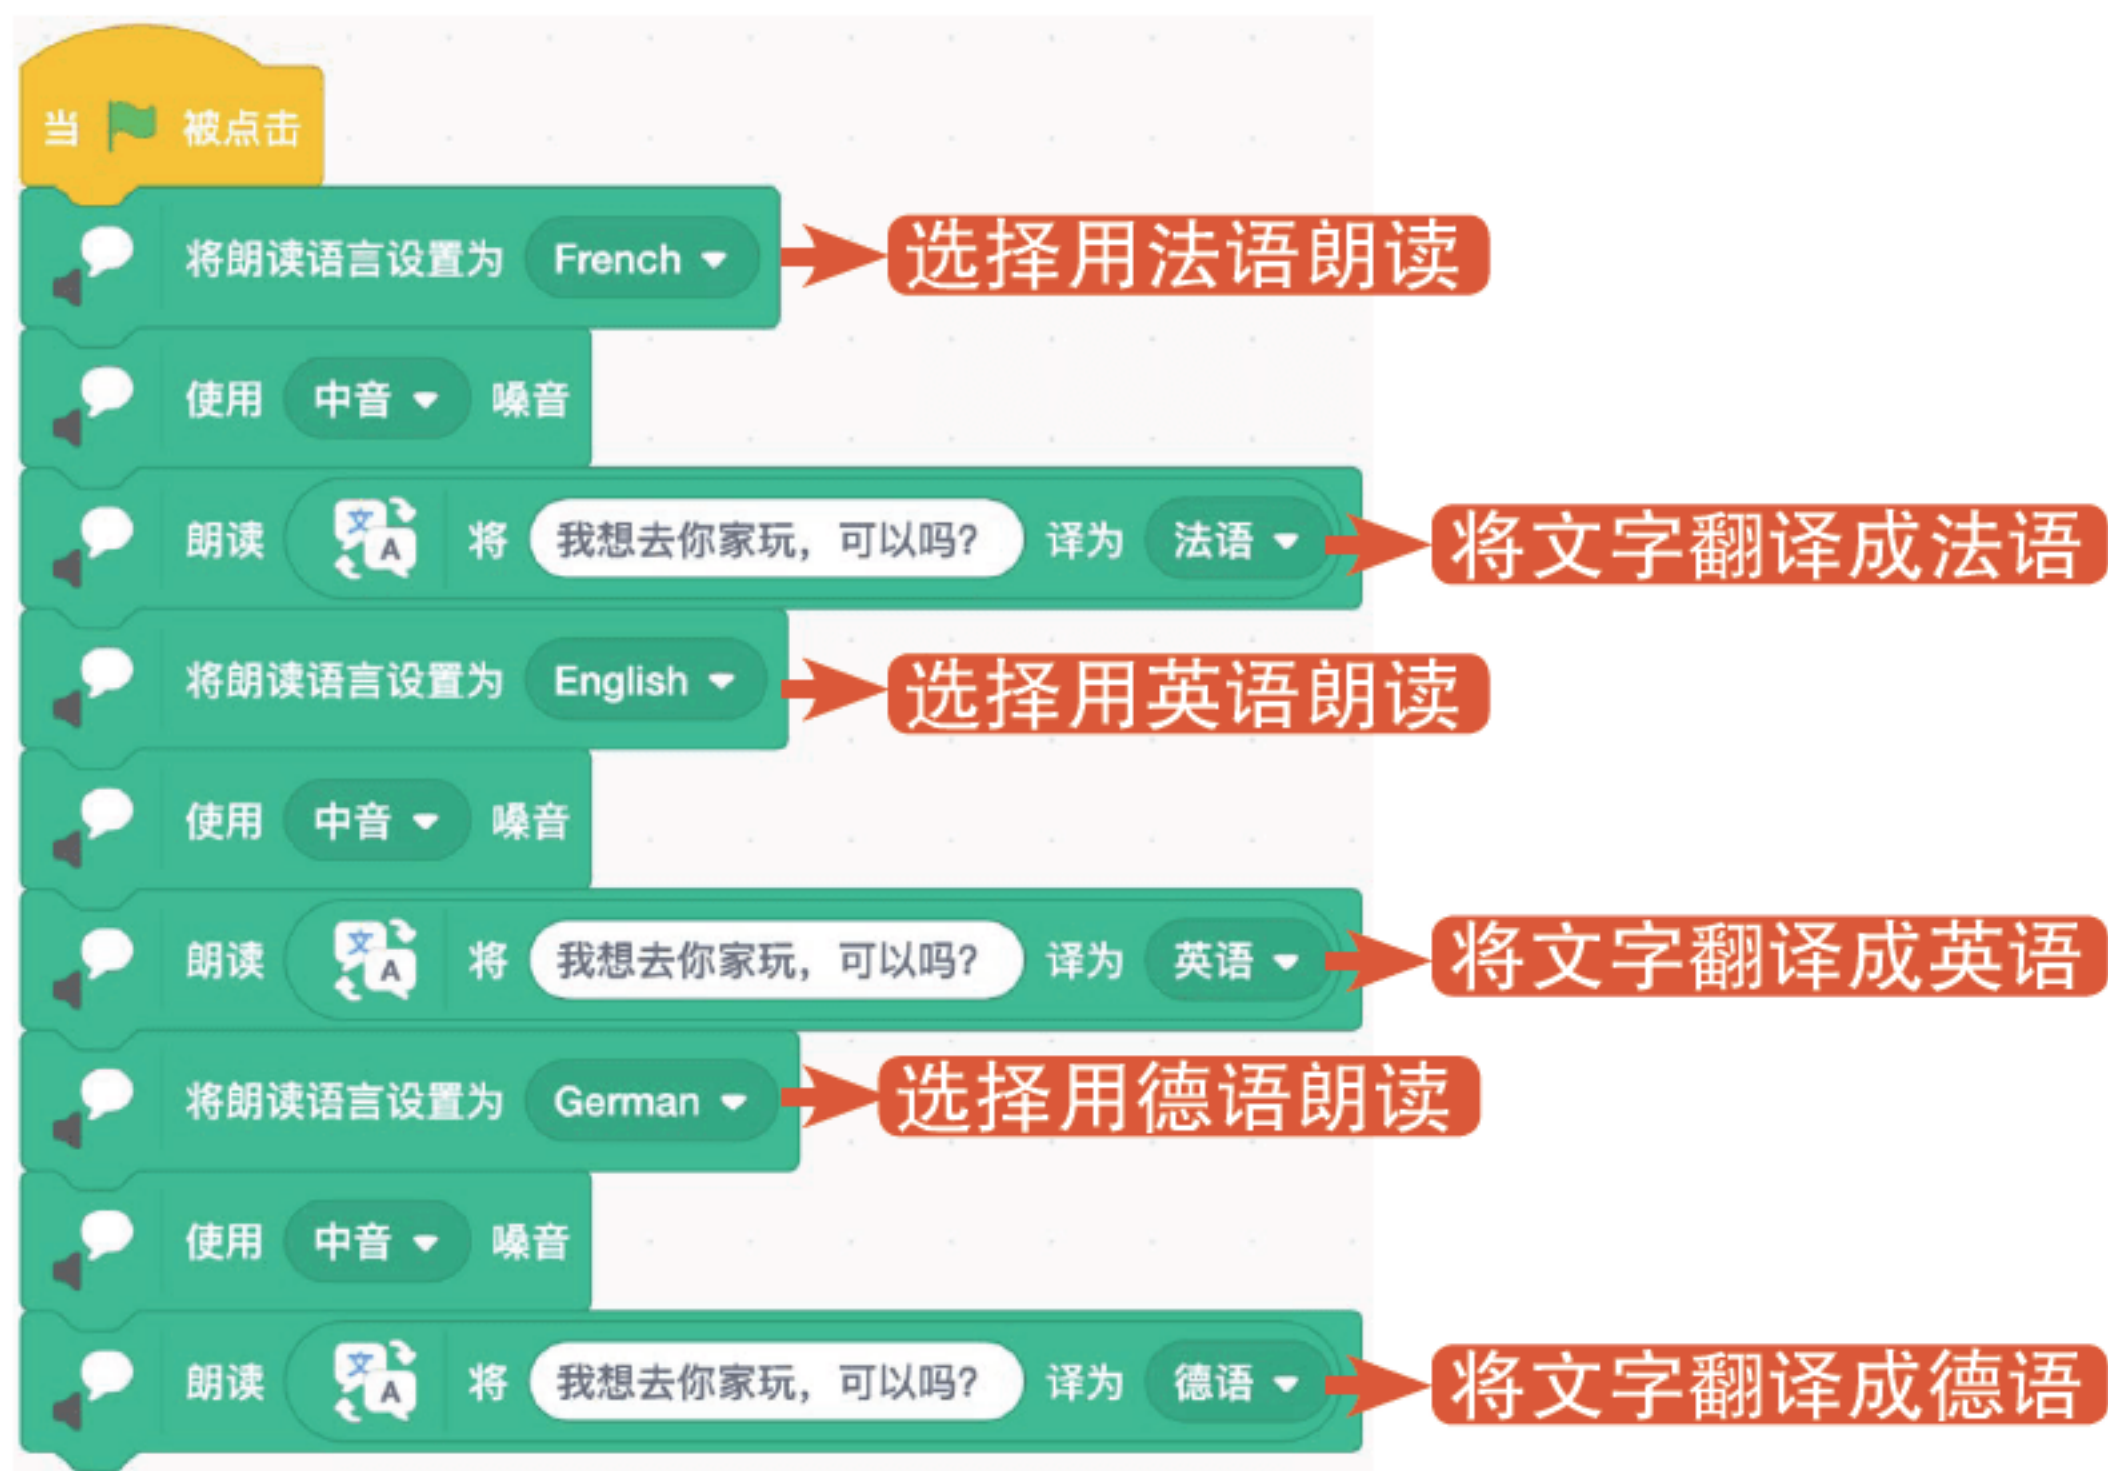 当 被点击
将朗读语言设置为 French 选择用法语朗读
使用 中音 嗓音
朗读 文A 将 我想去你家玩，可以吗？ 译为 法语 将文字翻译成法语
将朗读语言设置为 English 选择用英语朗读
使用 中音 嗓音
朗读 文A 将 我想去你家玩，可以吗？ 译为 英语 将文字翻译成英语
将朗读语言设置为 German 选择用德语朗读
使用 中音 嗓音
朗读 文A 将 我想去你家玩，可以吗？ 译为 德语 将文字翻译成德语